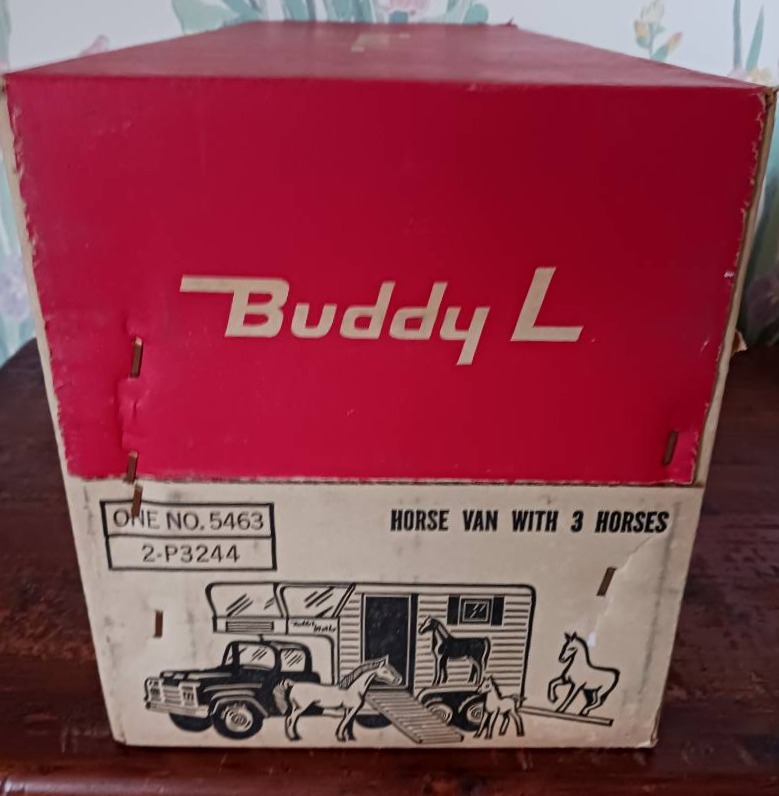 Buddy L
ONE NO. 5463
HORSE VAN WITH 3 HORSES
2-P3244